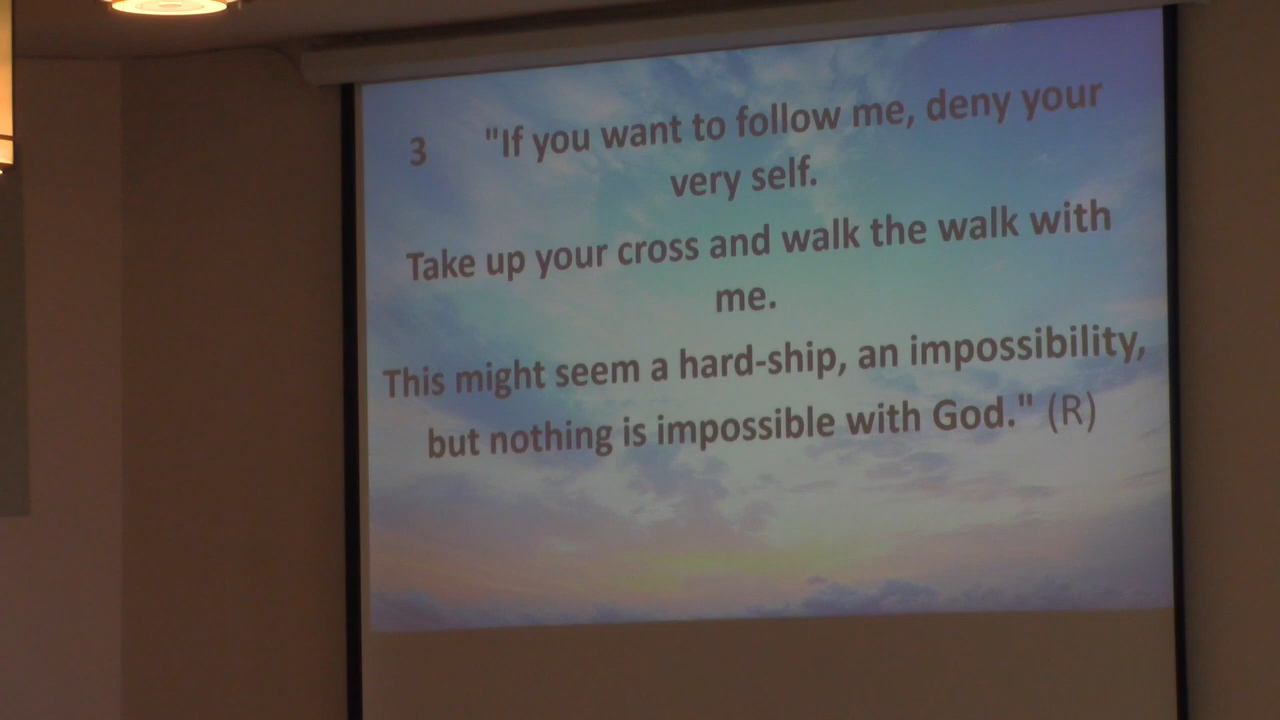 3 "If you want to follow me, deny your
very self.
Take up your cross and walk the walk with
me.
This might seem a hard-ship, an impossibility,
but nothing is impossible with God." (R)